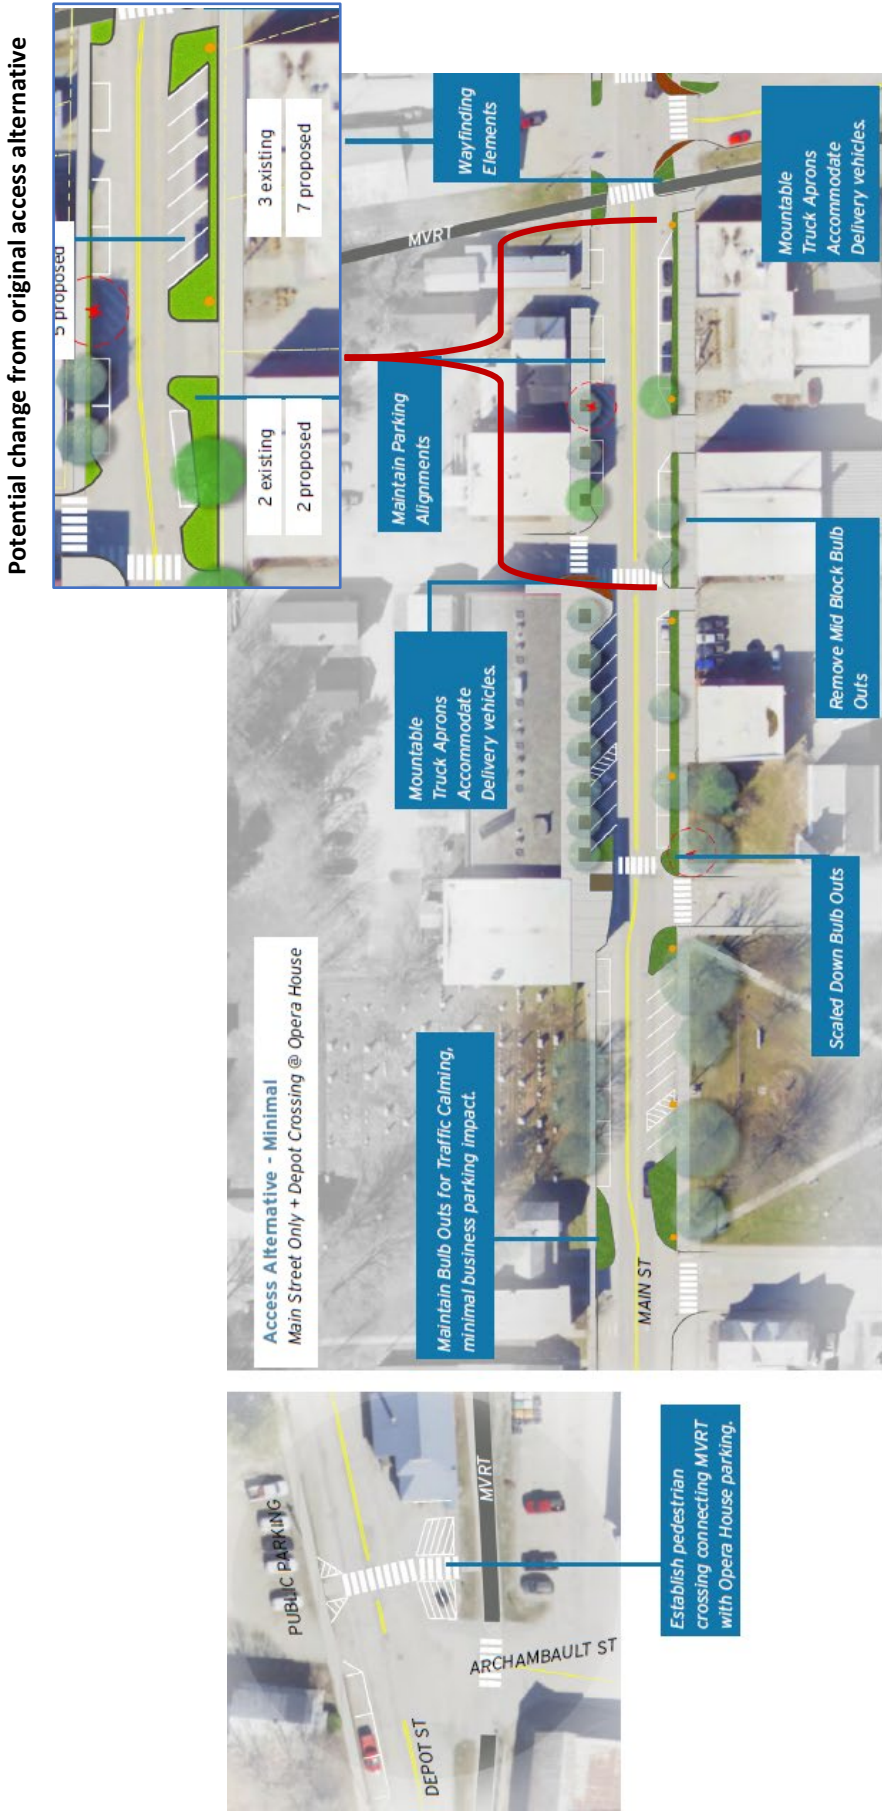 Potential change from original access alternative
5 proposed
3 existing
7 proposed
2 existing
2 proposed
Access Alternative - Minimal
Main Street Only + Depot Crossing @ Opera House
Maintain Bulb Outs for Traffic Calming,
minimal business parking impact.
Mountable
Truck Aprons
Accommodate
Delivery vehicles.
Maintain Parking
Alignments
Wayfinding
Elements
MVRT
MAIN ST
Scaled Down Bulb Outs
Remove Mid Block Bulb
Outs
Mountable
Truck Aprons
Accommodate
Delivery vehicles.
PUBLIC PARKING
DEPOT ST
MVRT
ARCHAMBAULT ST
Establish pedestrian
crossing connecting MVRT
with Opera House parking.